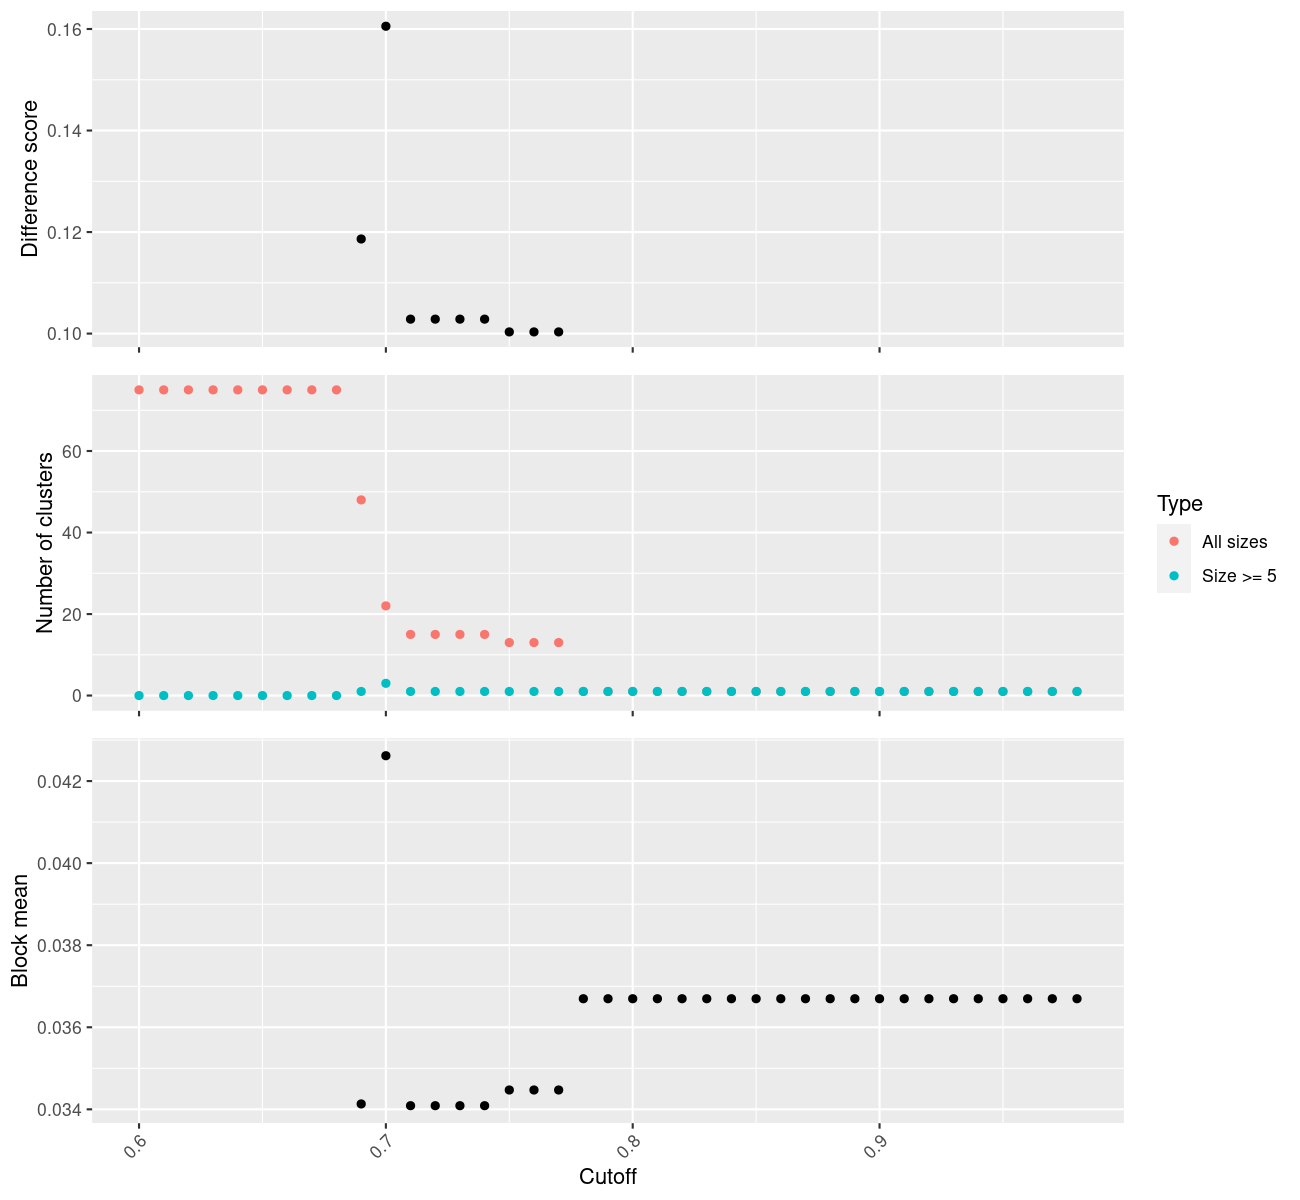 0.16
0.14
0.12
0.10
Difference score
60
40
20
0
Number of clusters
Type
All sizes
Size >= 5
0.042
0.040
0.038
0.036
0.034
Block mean
0.6
0.7
0.8
0.9
Cutoff